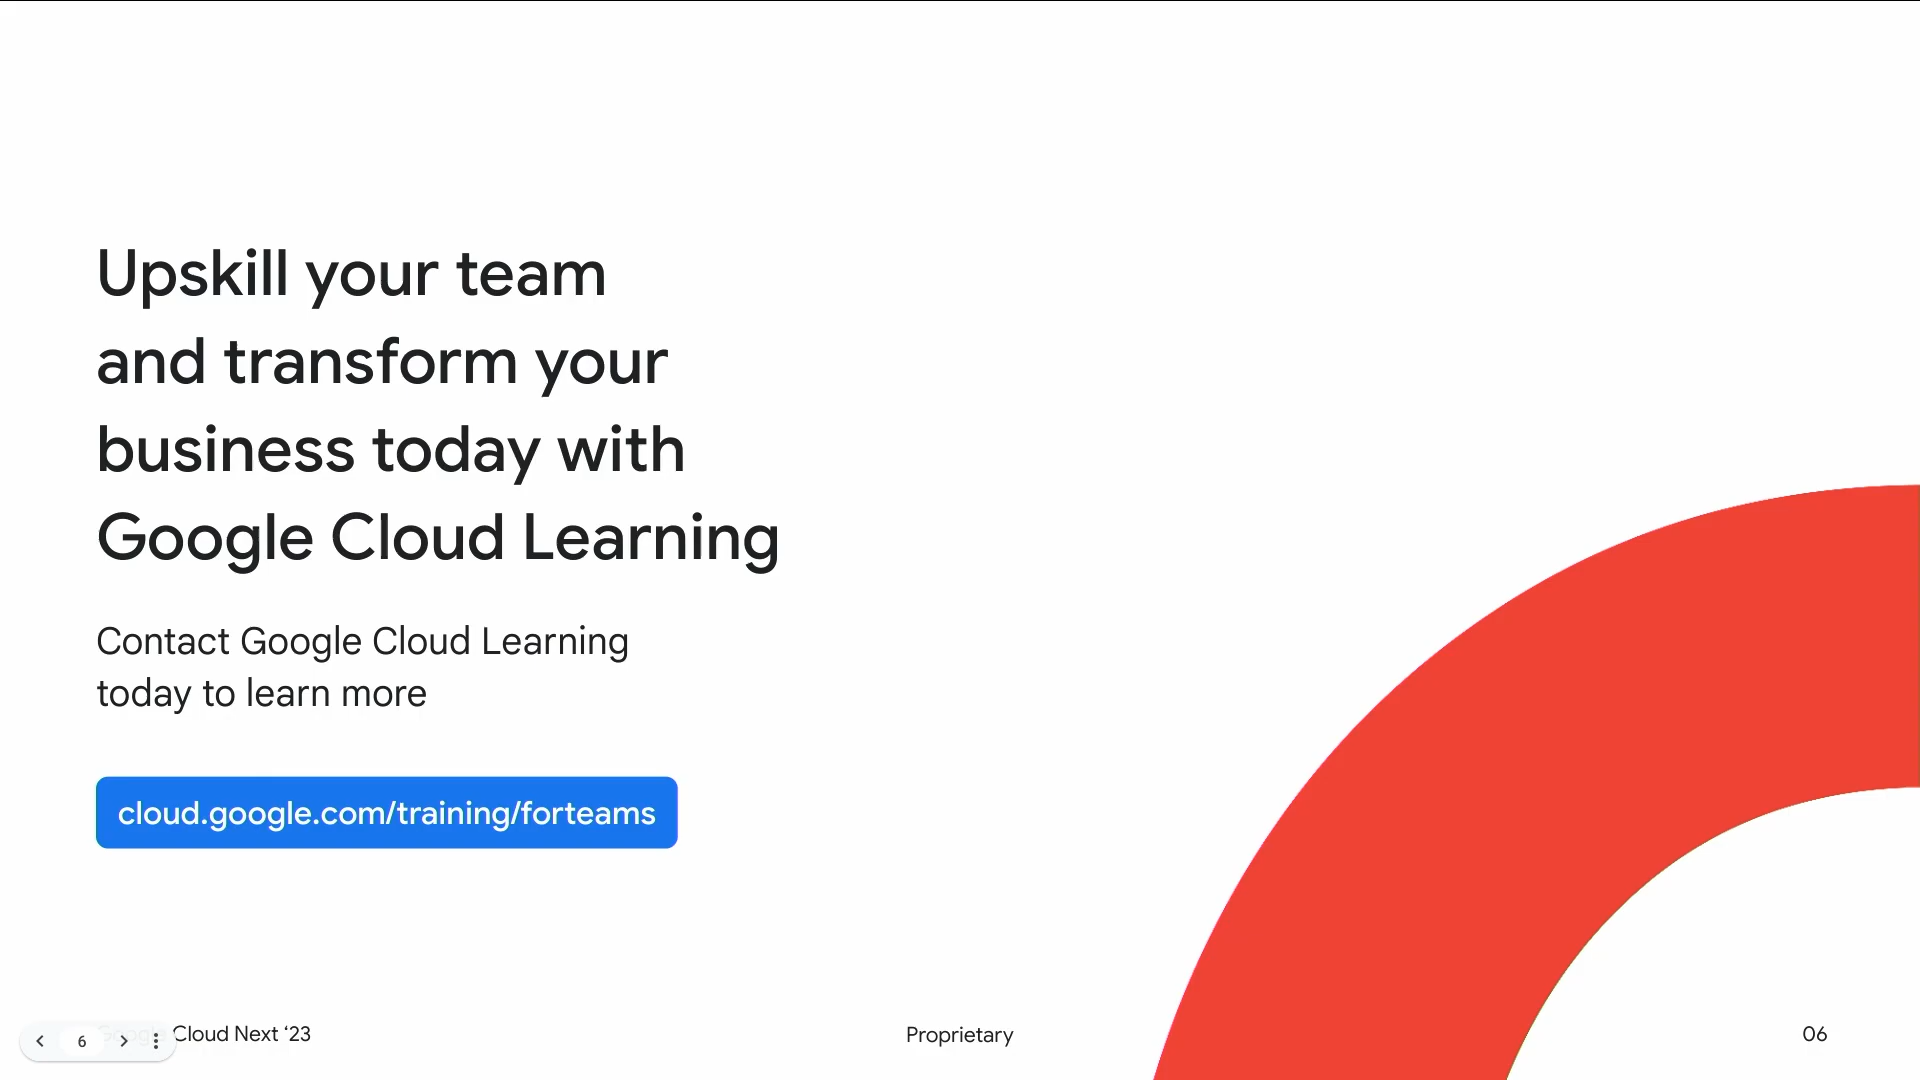 Upskill your team
and transform your
business today with
Google Cloud Learning
Contact Google Cloud Learning
today to learn more
cloud.google.com/training/forteams
6
Google Cloud Next ‘23
Proprietary
06